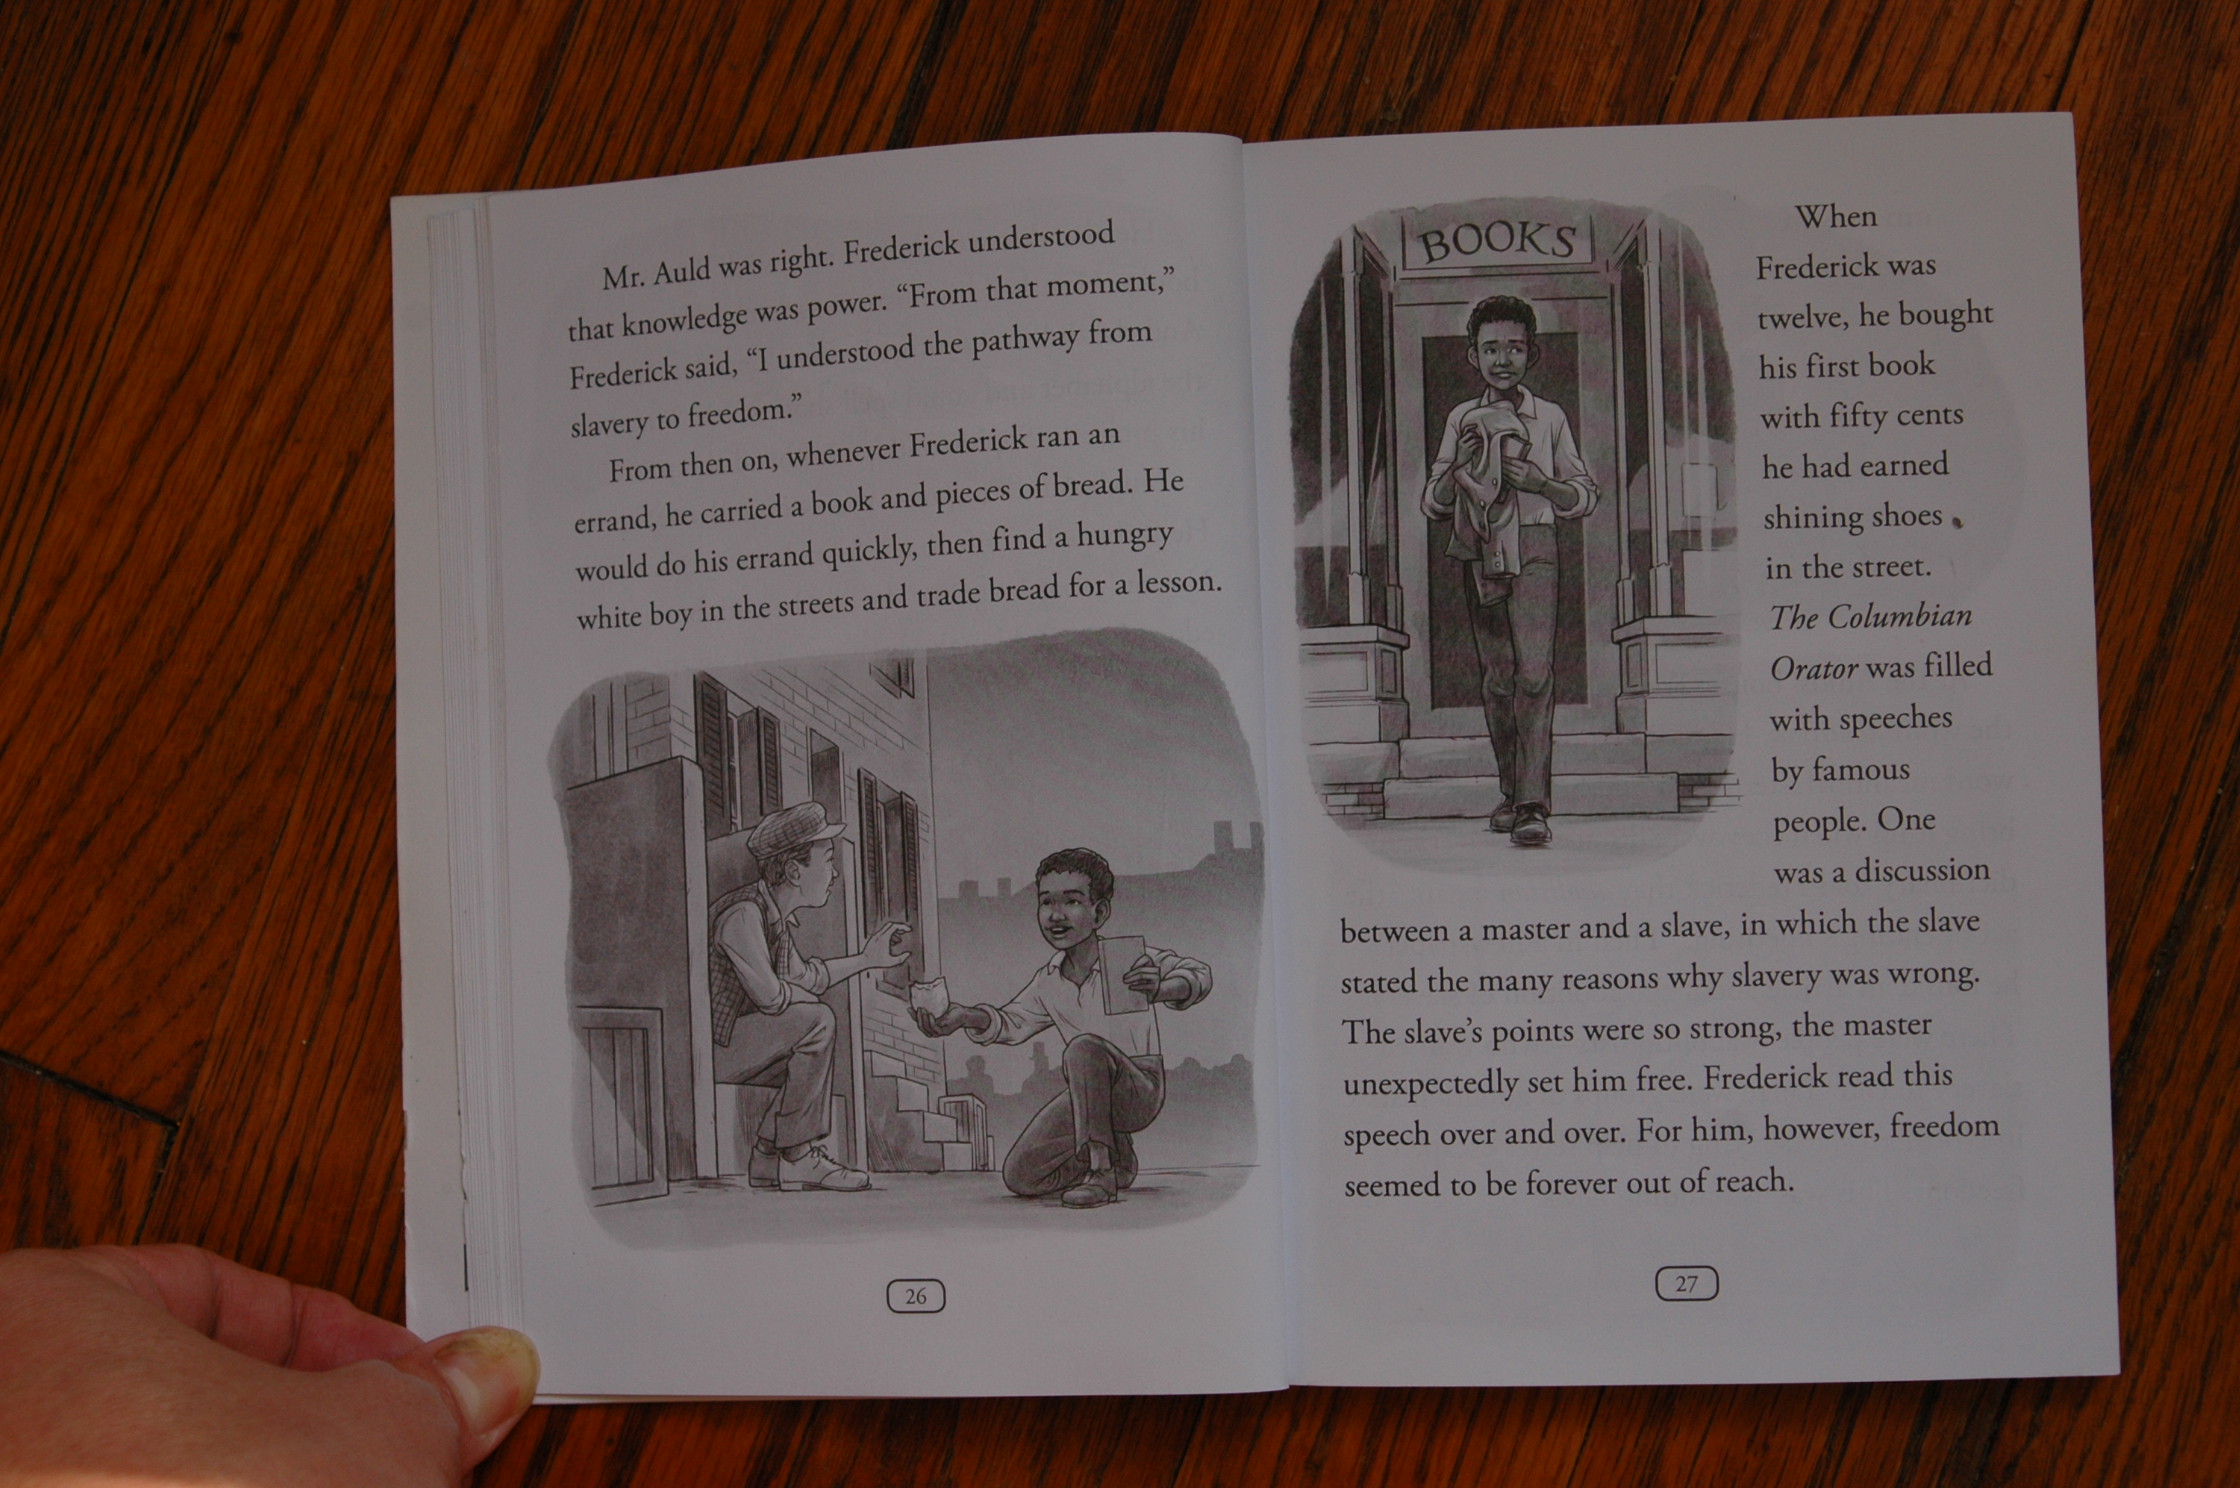 Mr. Auld was right. Frederick understood
that knowledge was power. “From that moment,”
Frederick said, “I understood the pathway from
slavery to freedom.”
From then on, whenever Frederick ran an
errand, he carried a book and pieces of bread. He
would do his errand quickly, then find a hungry
white boy in the streets and trade bread for a lesson.
26
BOOKS
When
Frederick was
twelve, he bought
his first book
with fifty cents
he had earned
shining shoes
in the street.
The Columbian
Orator was filled
with speeches
by famous
people. One
was a discussion
between a master and a slave, in which the slave
stated the many reasons why slavery was wrong.
The slave’s points were so strong, the master
unexpectedly set him free. Frederick read this
speech over and over. For him, however, freedom
seemed to be forever out of reach.
27